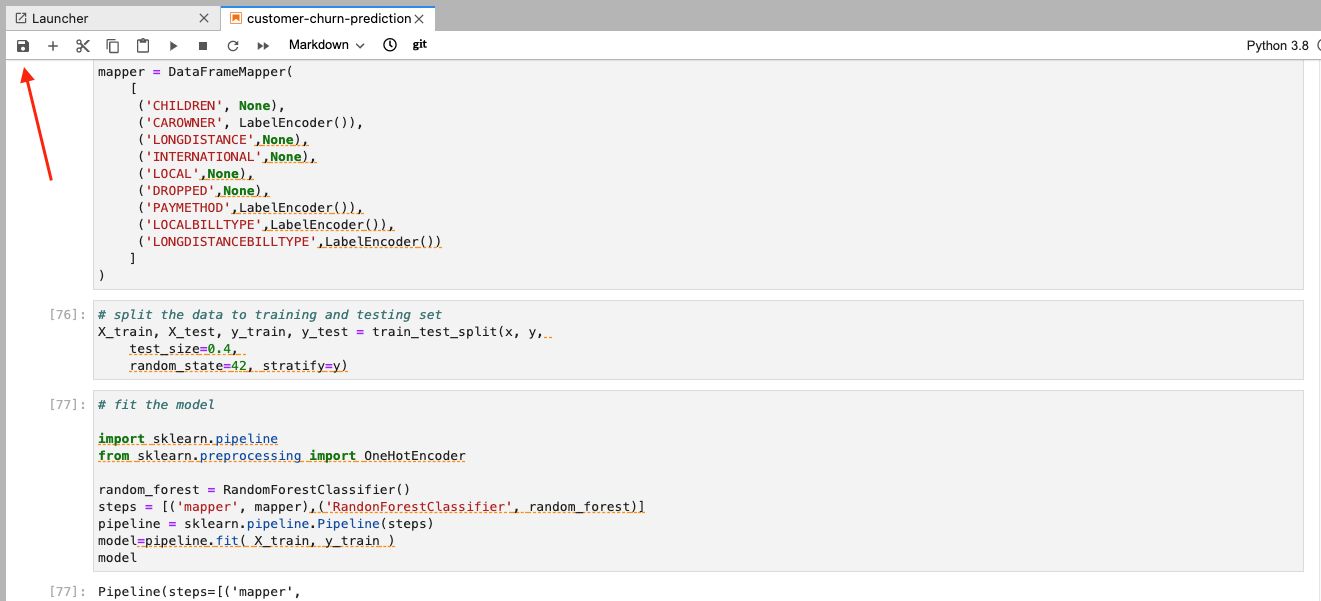 Launcher
customer-churn-prediction
Markdown
git
Python 3.8
mapper = DataFrameMapper(
    [
     ('CHILDREN', None),
     ('CAROWNER', LabelEncoder()),
     ('LONGDISTANCE',None),
     ('INTERNATIONAL',None),
     ('LOCAL',None),
     ('DROPPED',None),
     ('PAYMETHOD',LabelEncoder()),
     ('LOCALBILLTYPE',LabelEncoder()),
     ('LONGDISTANCEBILLTYPE',LabelEncoder())
    ]
)
[76]: # split the data to training and testing set
X_train, X_test, y_train, y_test = train_test_split(x, y,
    test_size=0.4,
    random_state=42, stratify=y)
[77]: # fit the model
import sklearn.pipeline
from sklearn.preprocessing import OneHotEncoder
random_forest = RandomForestClassifier()
steps = [('mapper', mapper),('RandonForestClassifier', random_forest)]
pipeline = sklearn.pipeline.Pipeline(steps)
model=pipeline.fit( X_train, y_train )
model
[77]: Pipeline(steps=[('mapper',